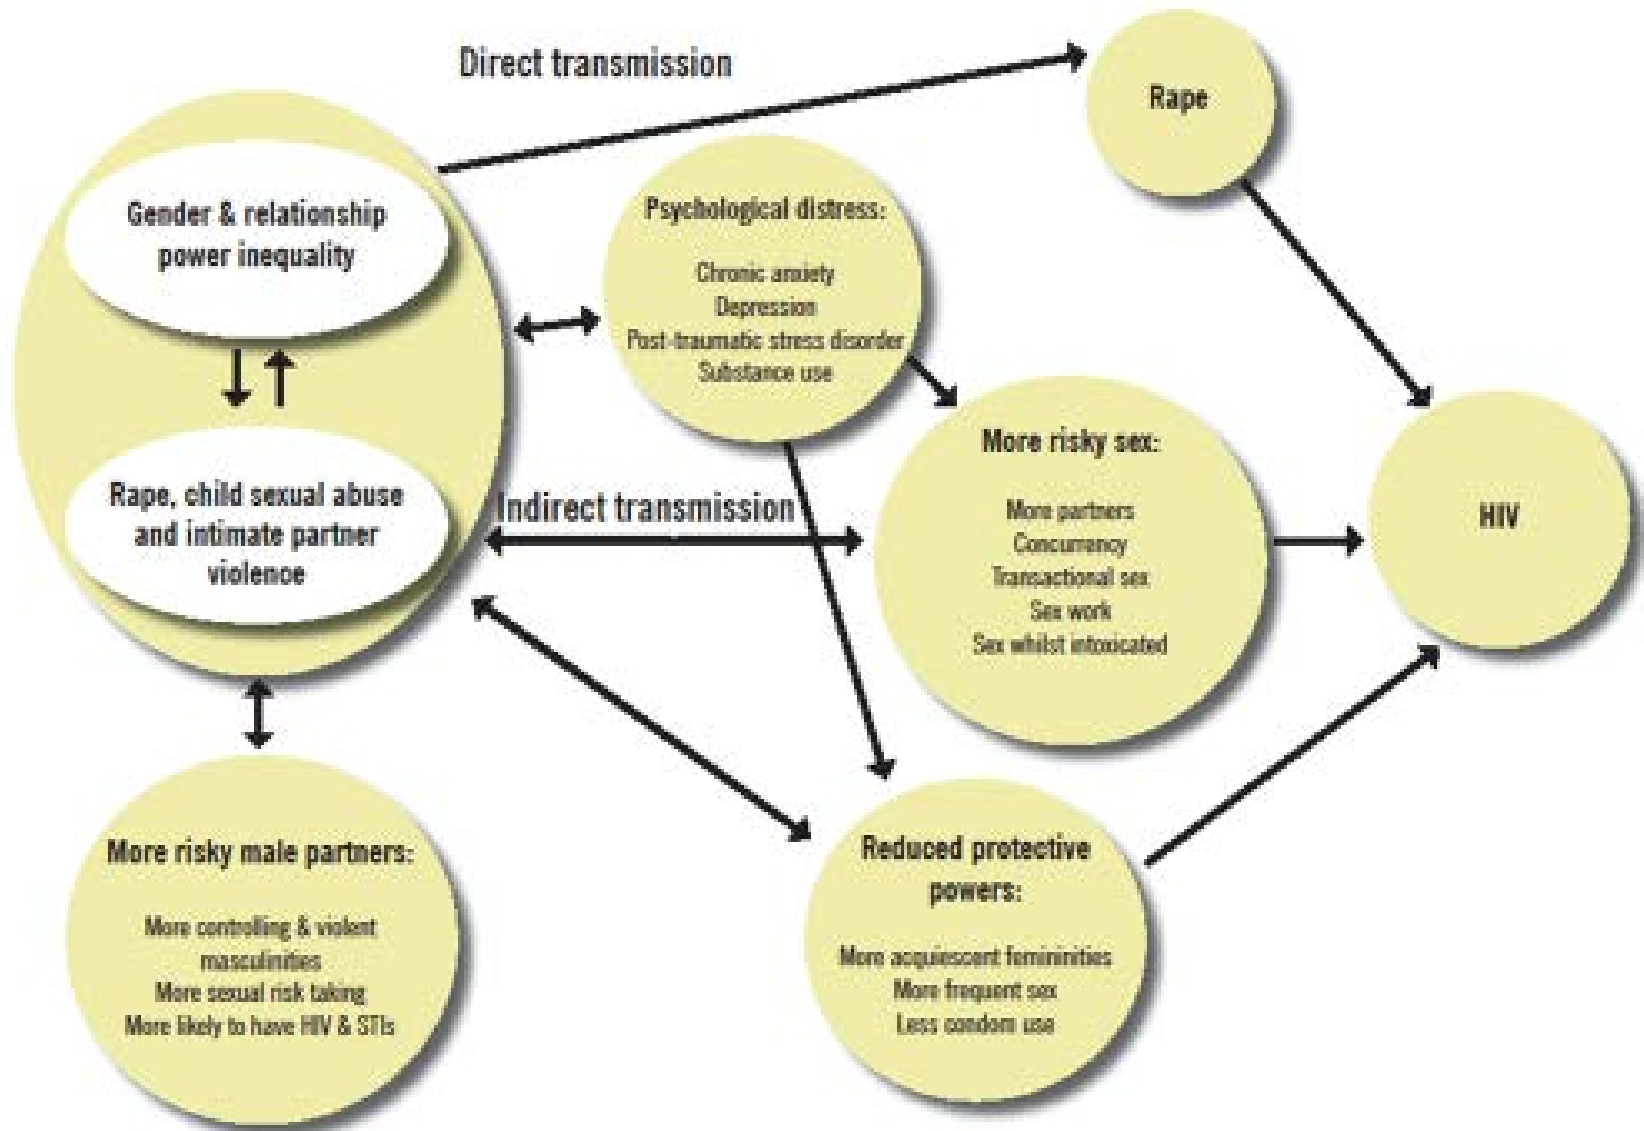 Direct transmission
Rape
Gender & relationship
power inequality
Psychological distress:
Chronic anxiety
Depression
Post-traumatic stress disorder
Substance use
Rape, child sexual abuse
and intimate partner
violence
Indirect transmission
More risky sex:
More partners
Concurrency
Transactional sex
Sex work
Sex whilst intoxicated
HIV
More risky male partners:
More controlling & violent
masculinities
More sexual risk taking
More likely to have HIV & STIs
Reduced protective
powers:
More acquiescent femininities
More frequent sex
Less condom use